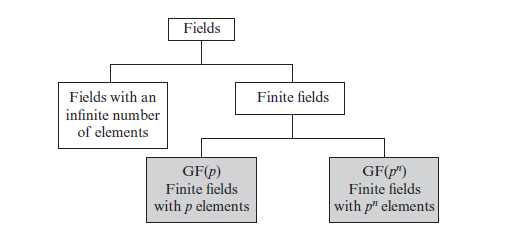 Fields
Fields with an
infinite number
of elements
Finite fields
GF(p)
Finite fields
with p elements
GF(pⁿ)
Finite fields
with pⁿ elements